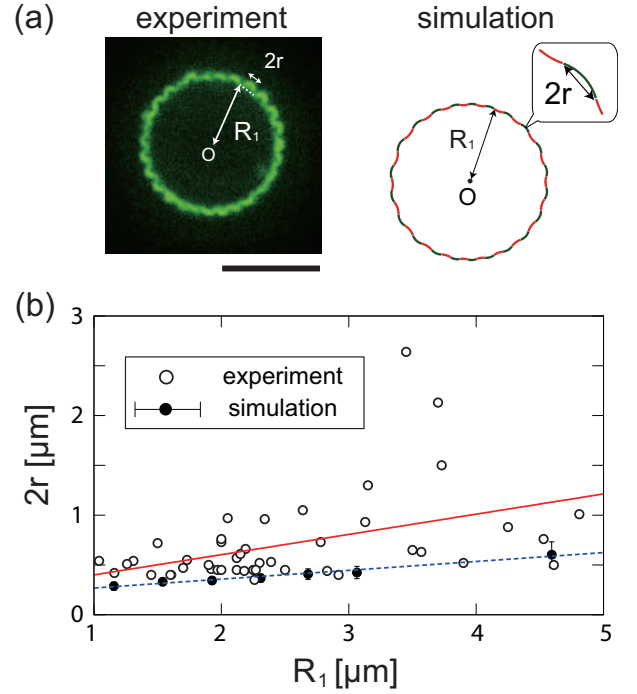 (a) experiment simulation
2r
R₁
O
2r
R₁
O
(b)
3
2
1
0
2r [μm]
experiment
simulation
1 2 3 4 5
R₁ [μm]